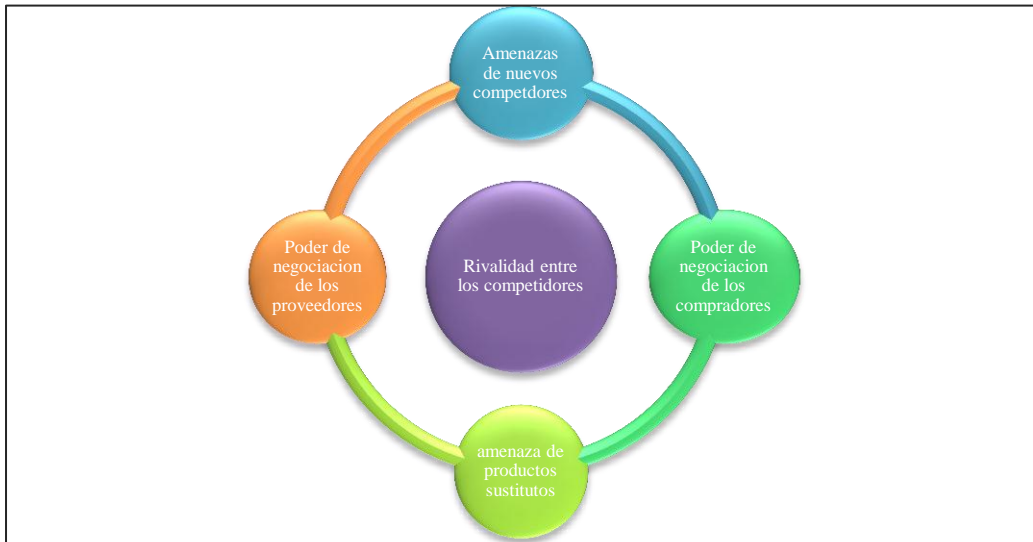 Amenazas
de nuevos
competdores
Poder de
negociacion
de los
proveedores
Rivalidad entre
los competidores
Poder de
negociacion
de los
compradores
amenaza de
productos
sustitutos